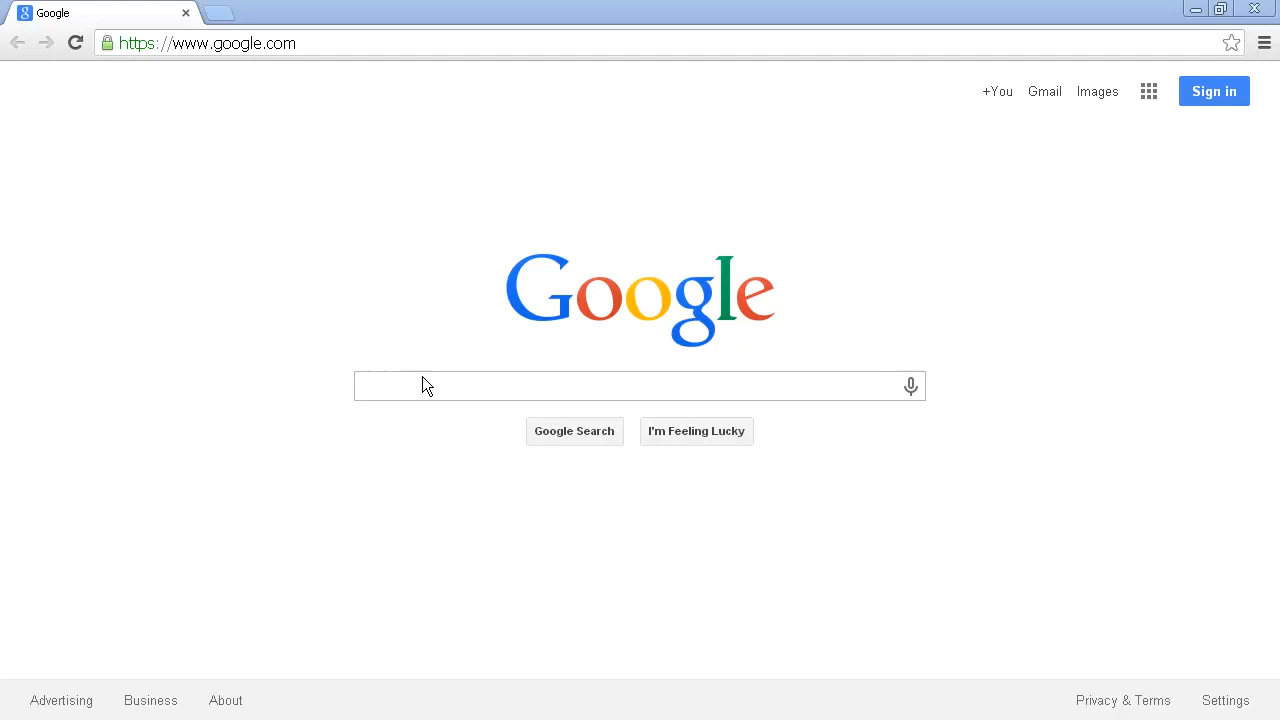 Google
https://www.google.com
+You Gmail Images Sign in
Google
Google Search I'm Feeling Lucky
Advertising Business About Privacy & Terms Settings